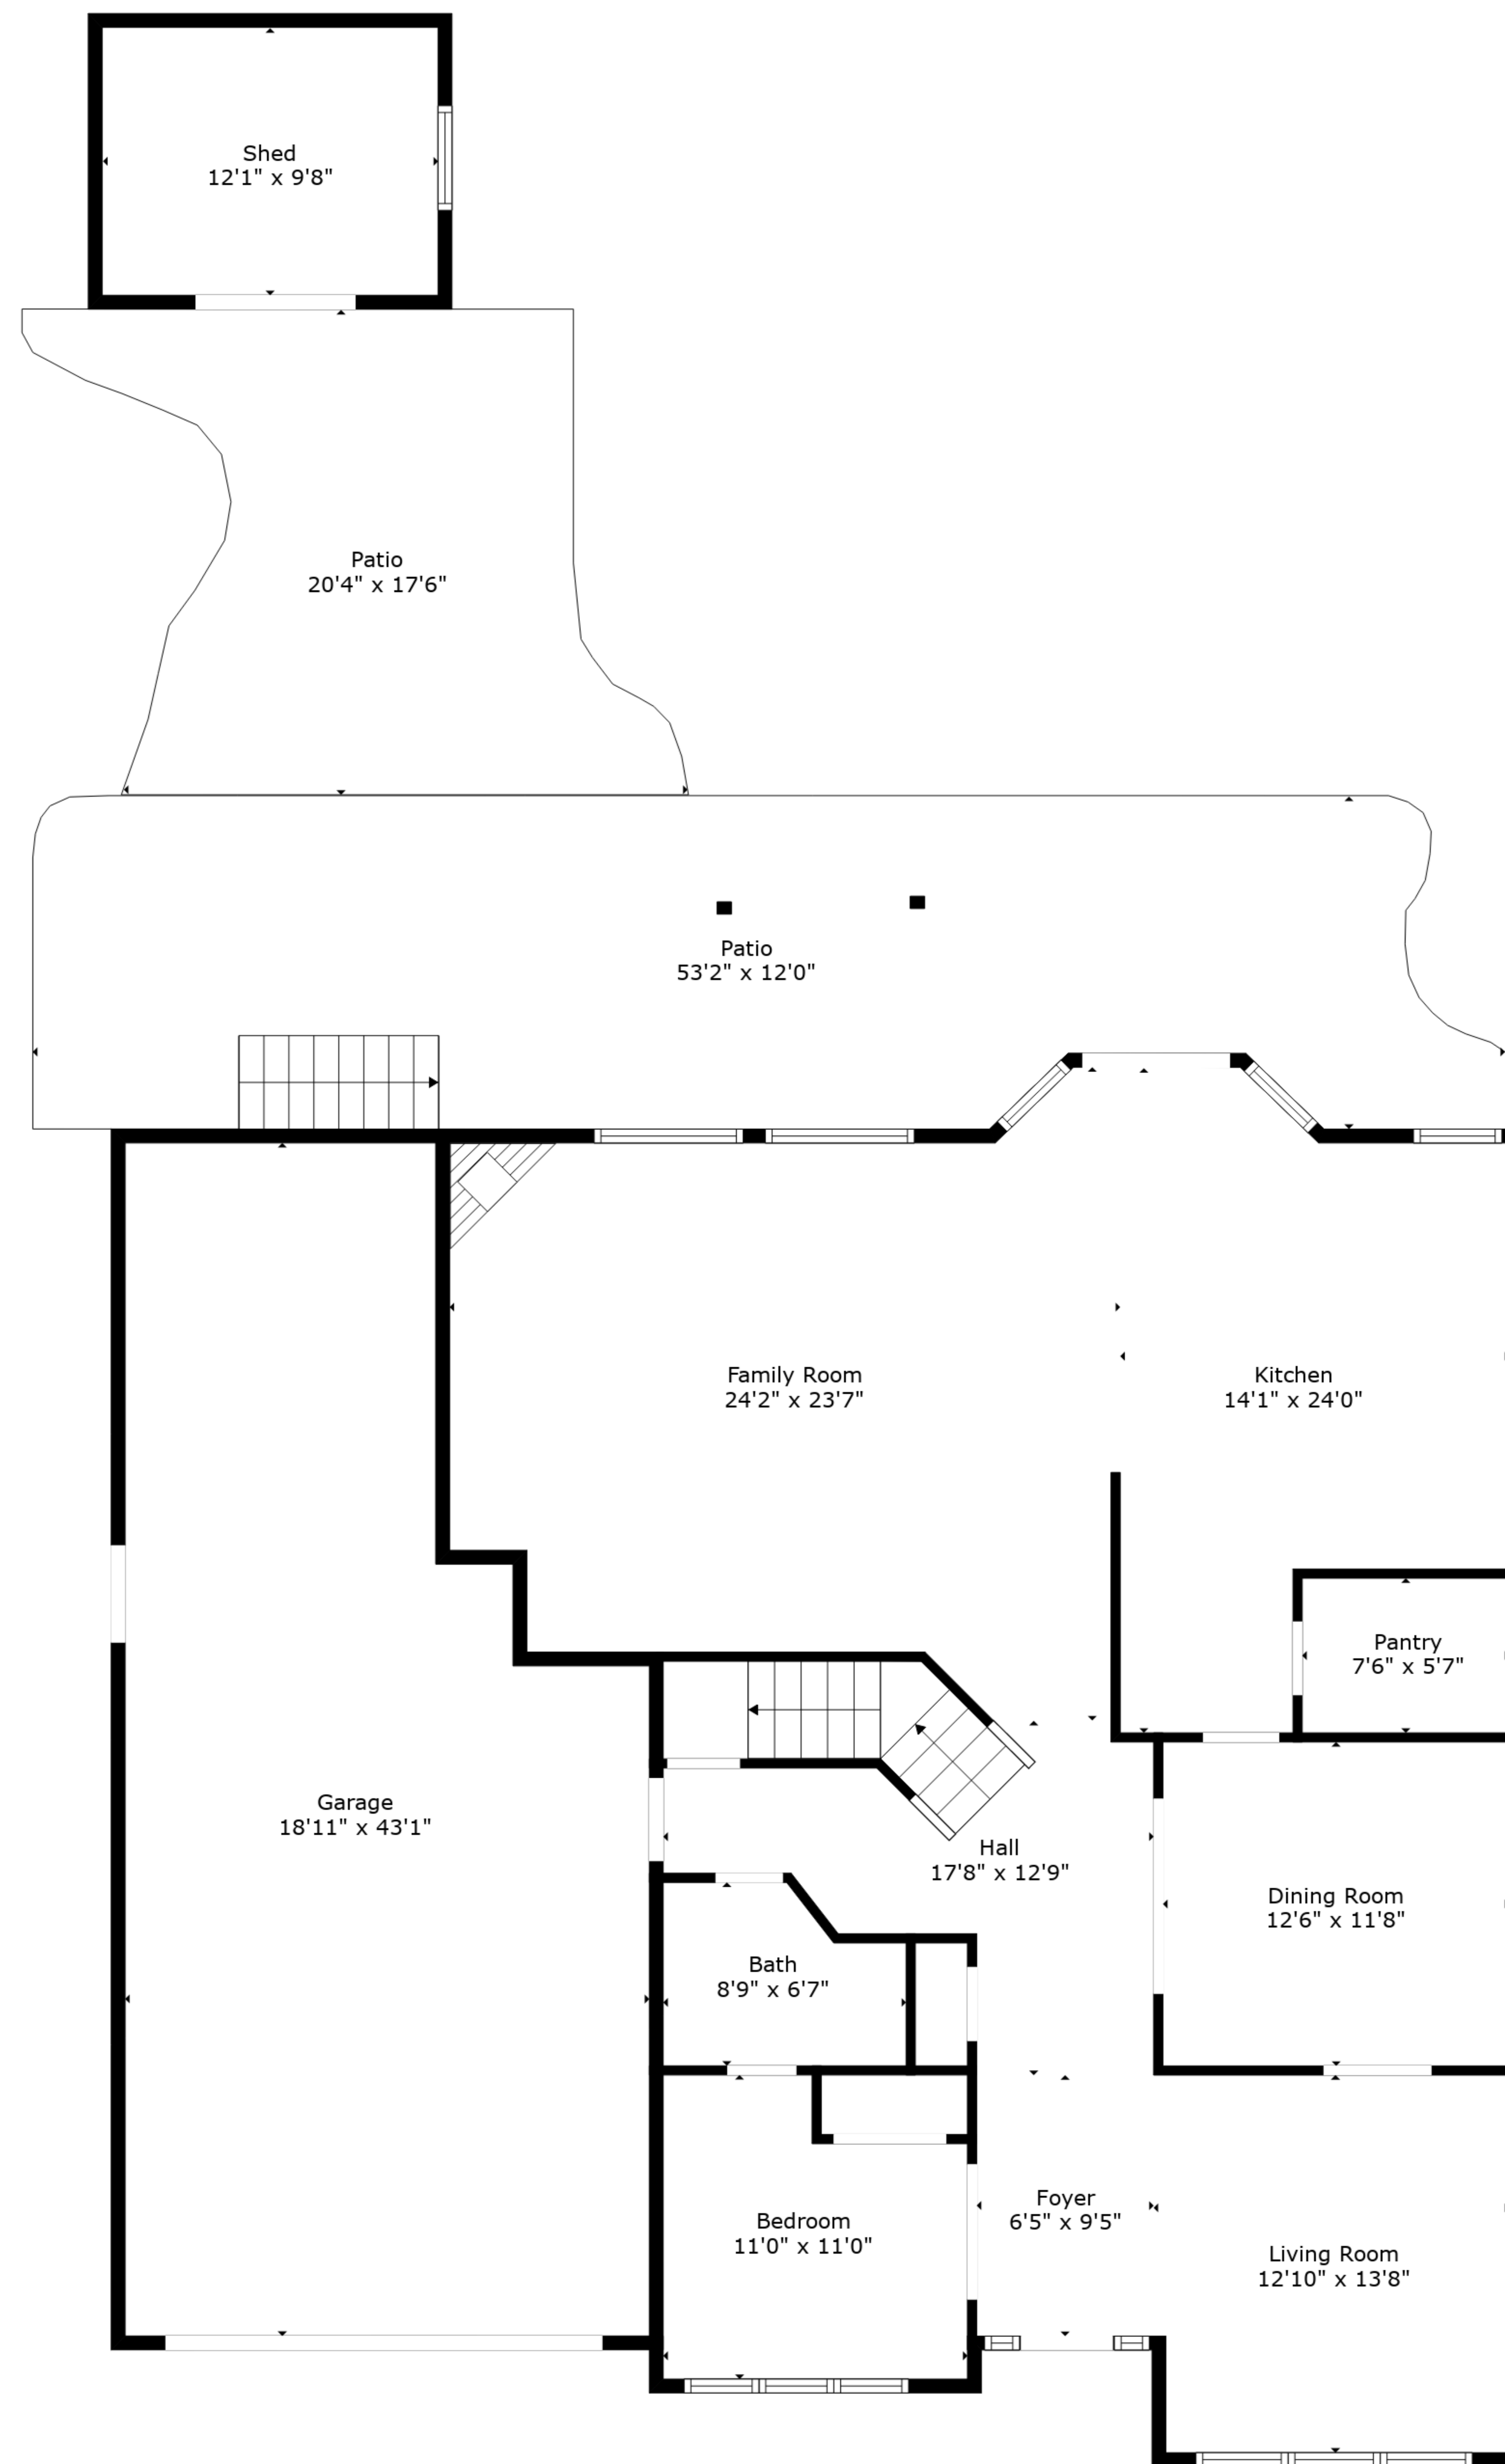 Shed
12'1" x 9'8"
Patio
20'4" x 17'6"
Patio
53'2" x 12'0"
Family Room
24'2" x 23'7"
Kitchen
14'1" x 24'0"
Pantry
7'6" x 5'7"
Garage
18'11" x 43'1"
Hall
17'8" x 12'9"
Dining Room
12'6" x 11'8"
Bath
8'9" x 6'7"
Foyer
6'5" x 9'5"
Bedroom
11'0" x 11'0"
Living Room
12'10" x 13'8"